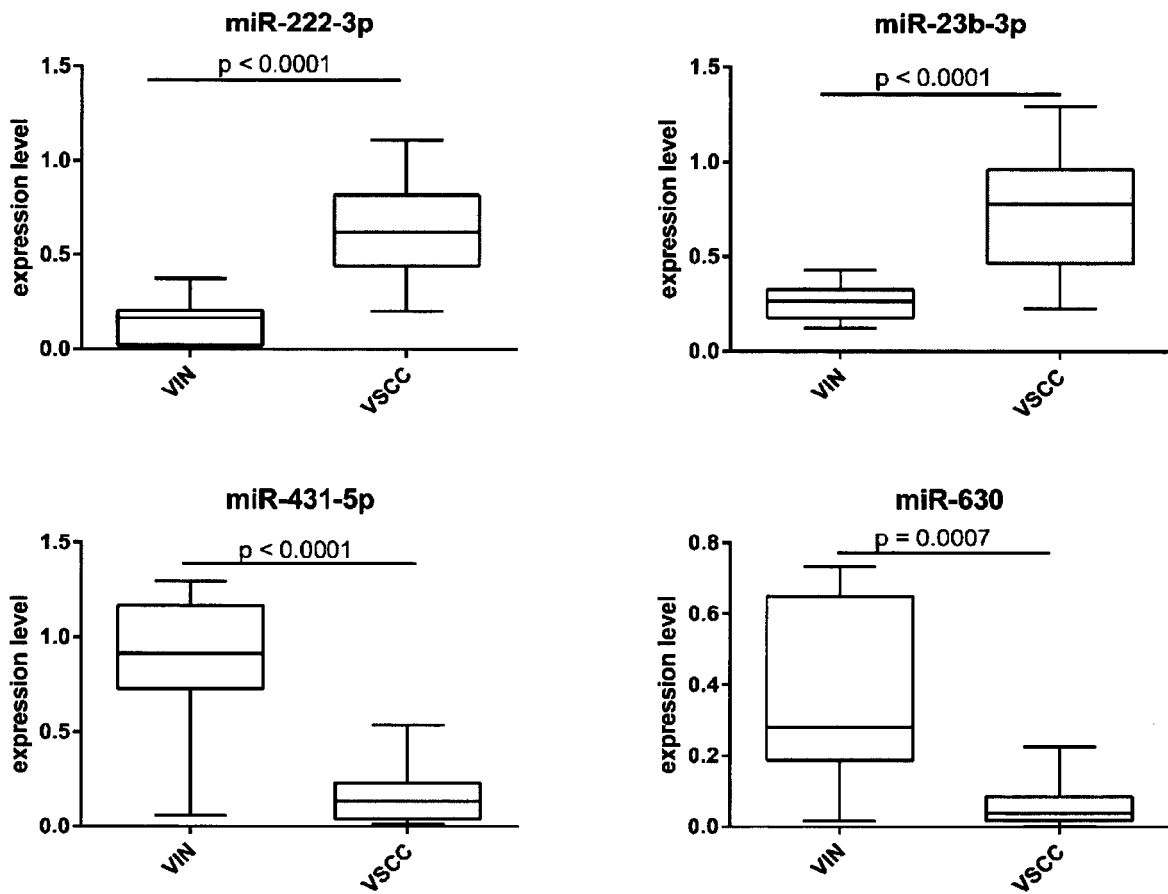 miR-222-3p
p < 0.0001
1.5
1.0
0.5
0.0
expression level
VIN
VSCC
miR-23b-3p
p < 0.0001
1.5
1.0
0.5
0.0
expression level
VIN
VSCC
miR-431-5p
p < 0.0001
1.5
1.0
0.5
0.0
expression level
VIN
VSCC
miR-630
p = 0.0007
0.8
0.6
0.4
0.2
0.0
expression level
VIN
VSCC